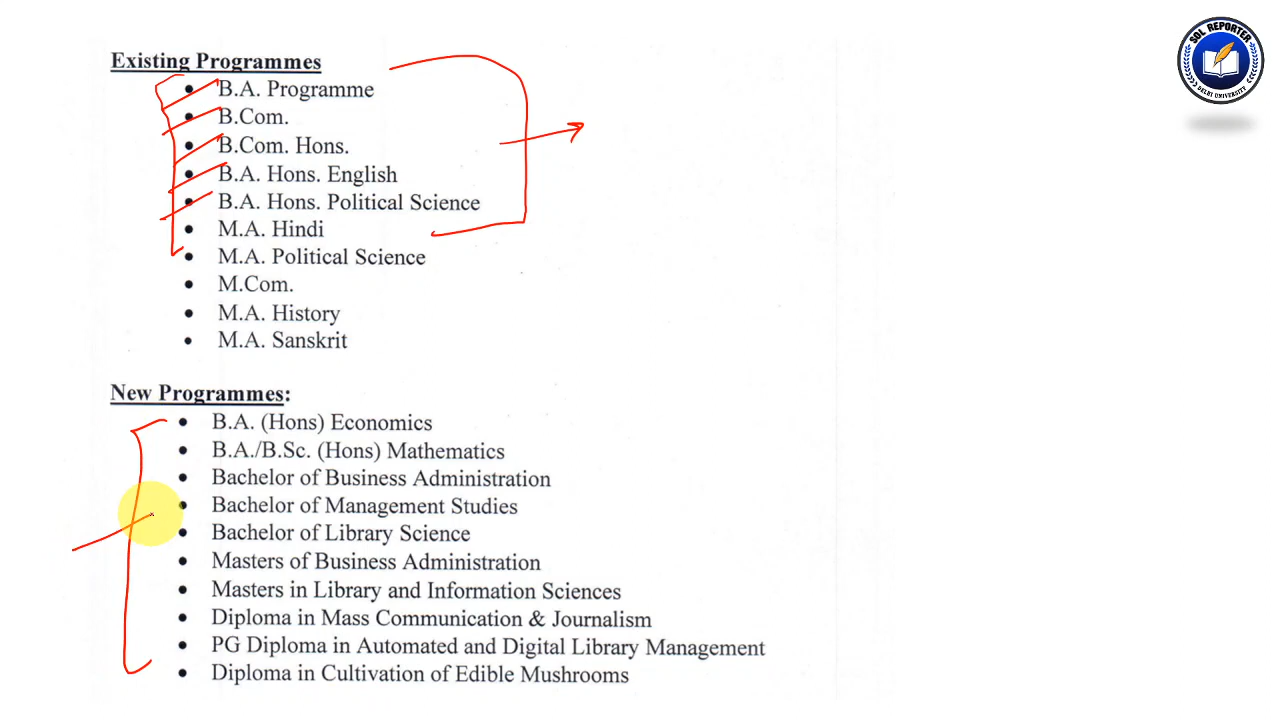 SOL REPORTER
DELHI UNIVERSITY
Existing Programmes
• B.A. Programme
• B.Com.
• B.Com. Hons.
• B.A. Hons. English
• B.A. Hons. Political Science
• M.A. Hindi
• M.A. Political Science
• M.Com.
• M.A. History
• M.A. Sanskrit
New Programmes:
• B.A. (Hons) Economics
• B.A./B.Sc. (Hons) Mathematics
• Bachelor of Business Administration
• Bachelor of Management Studies
• Bachelor of Library Science
• Masters of Business Administration
• Masters in Library and Information Sciences
• Diploma in Mass Communication & Journalism
• PG Diploma in Automated and Digital Library Management
• Diploma in Cultivation of Edible Mushrooms